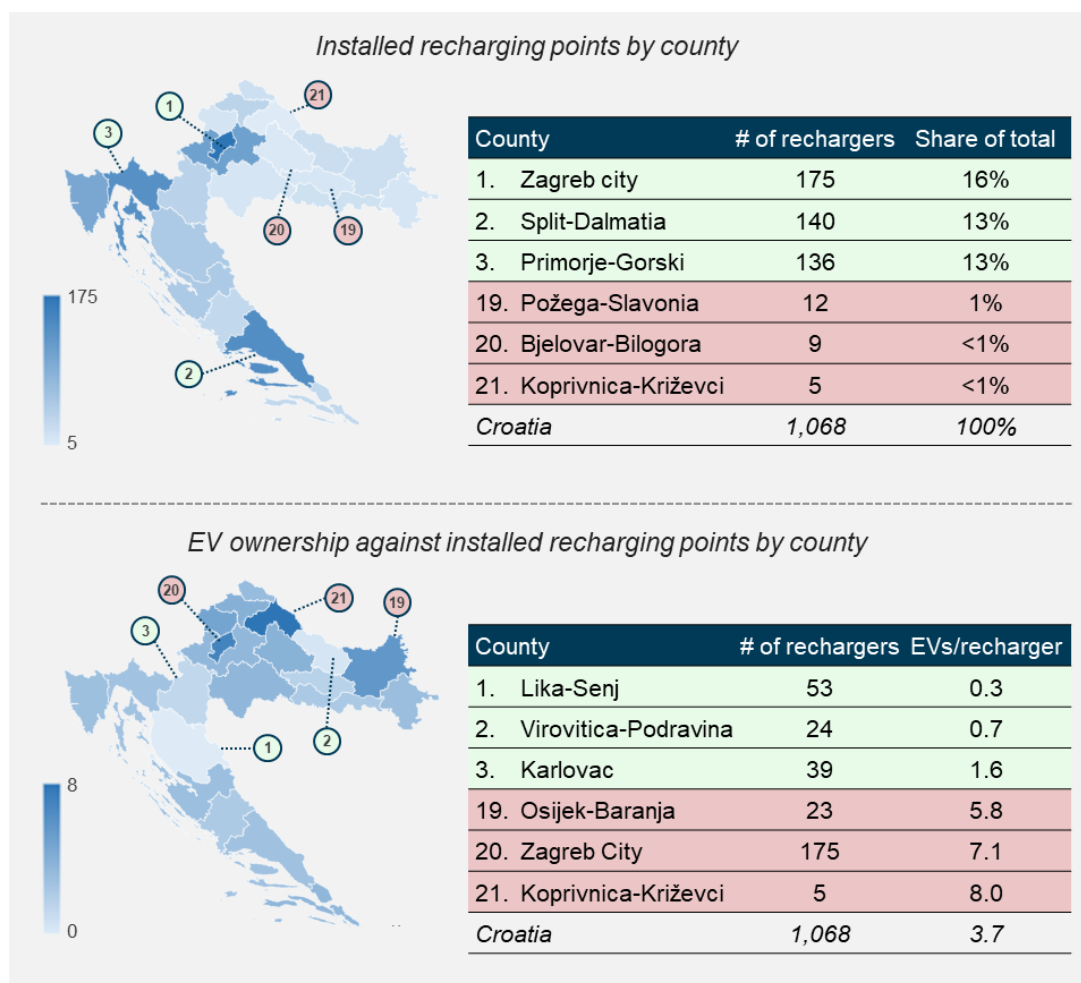 Installed recharging points by county
21
1
3
20
19
175
2
5
County # of rechargers Share of total
1. Zagreb city 175 16%
2. Split-Dalmatia 140 13%
3. Primorje-Gorski 136 13%
19. Požega-Slavonia 12 1%
20. Bjelovar-Bilogora 9 <1%
21. Koprivnica-Križevci 5 <1%
Croatia 1,068 100%
EV ownership against installed recharging points by county
20
21
19
3
1
2
8
0
County # of rechargers EVs/recharger
1. Lika-Senj 53 0.3
2. Virovitica-Podravina 24 0.7
3. Karlovac 39 1.6
19. Osijek-Baranja 23 5.8
20. Zagreb City 175 7.1
21. Koprivnica-Križevci 5 8.0
Croatia 1,068 3.7